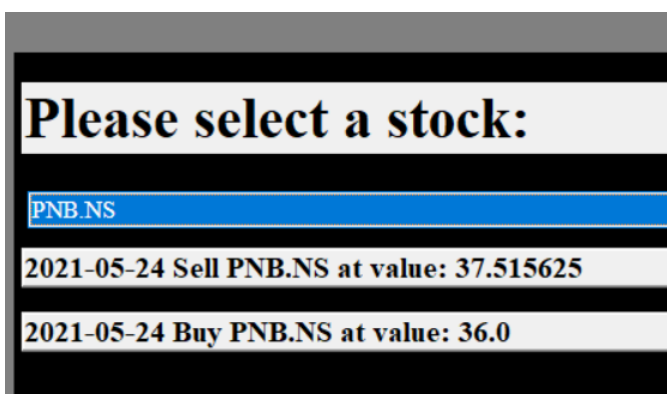 Please select a stock:
PNB.NS
2021-05-24 Sell PNB.NS at value: 37.515625
2021-05-24 Buy PNB.NS at value: 36.0